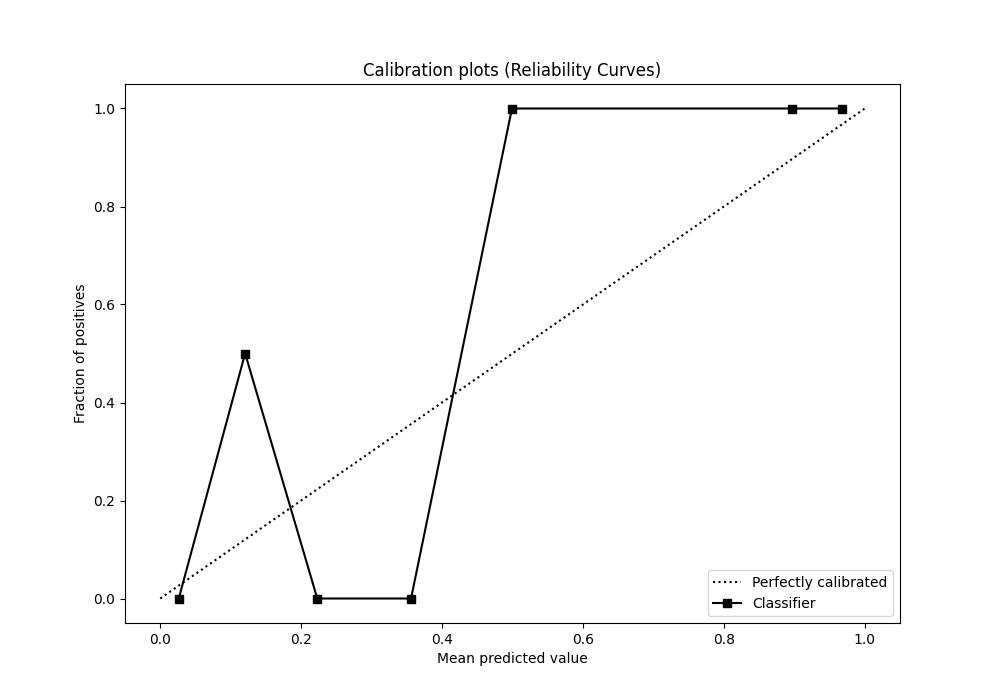 Calibration plots (Reliability Curves)
1.0
0.8
0.6
0.4
0.2
0.0
Fraction of positives
0.0 0.2 0.4 0.6 0.8 1.0
Mean predicted value
Perfectly calibrated
Classifier